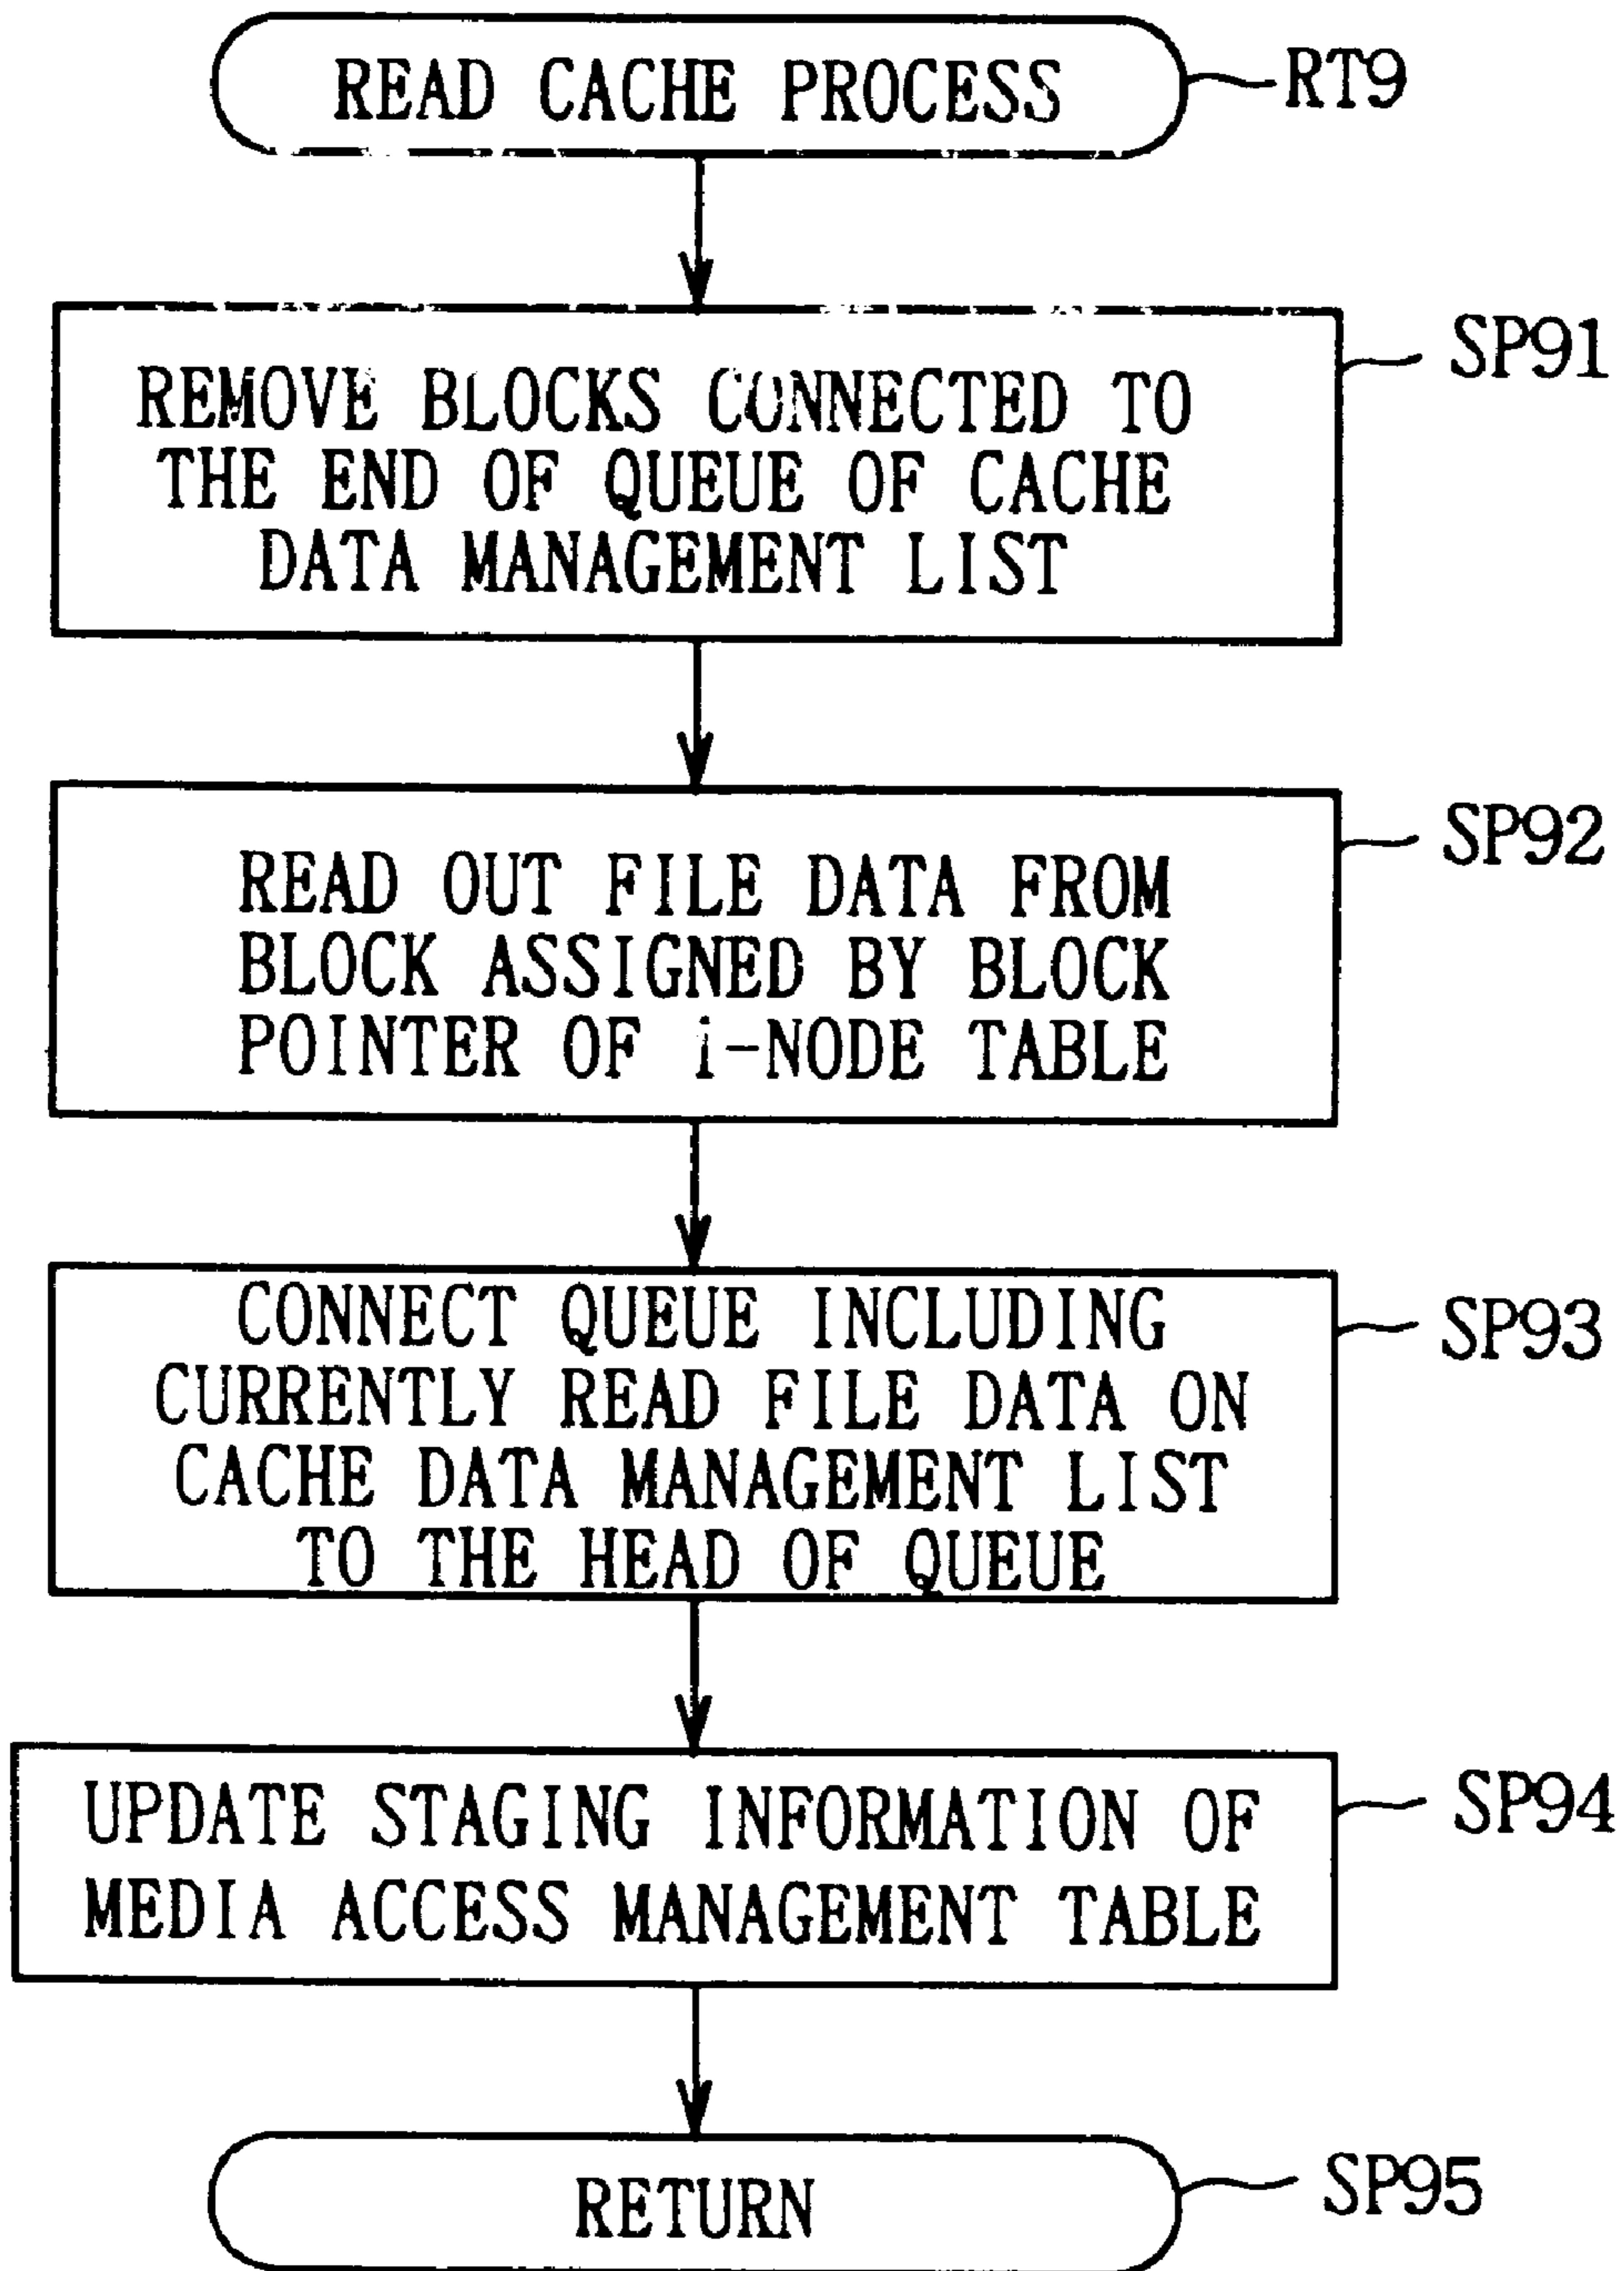 READ CACHE PROCESS
RT9
REMOVE BLOCKS CONNECTED TO
THE END OF QUEUE OF CACHE
DATA MANAGEMENT LIST
SP91
READ OUT FILE DATA FROM
BLOCK ASSIGNED BY BLOCK
POINTER OF i-NODE TABLE
SP92
CONNECT QUEUE INCLUDING
CURRENTLY READ FILE DATA ON
CACHE DATA MANAGEMENT LIST
TO THE HEAD OF QUEUE
SP93
UPDATE STAGING INFORMATION OF
MEDIA ACCESS MANAGEMENT TABLE
SP94
RETURN
SP95